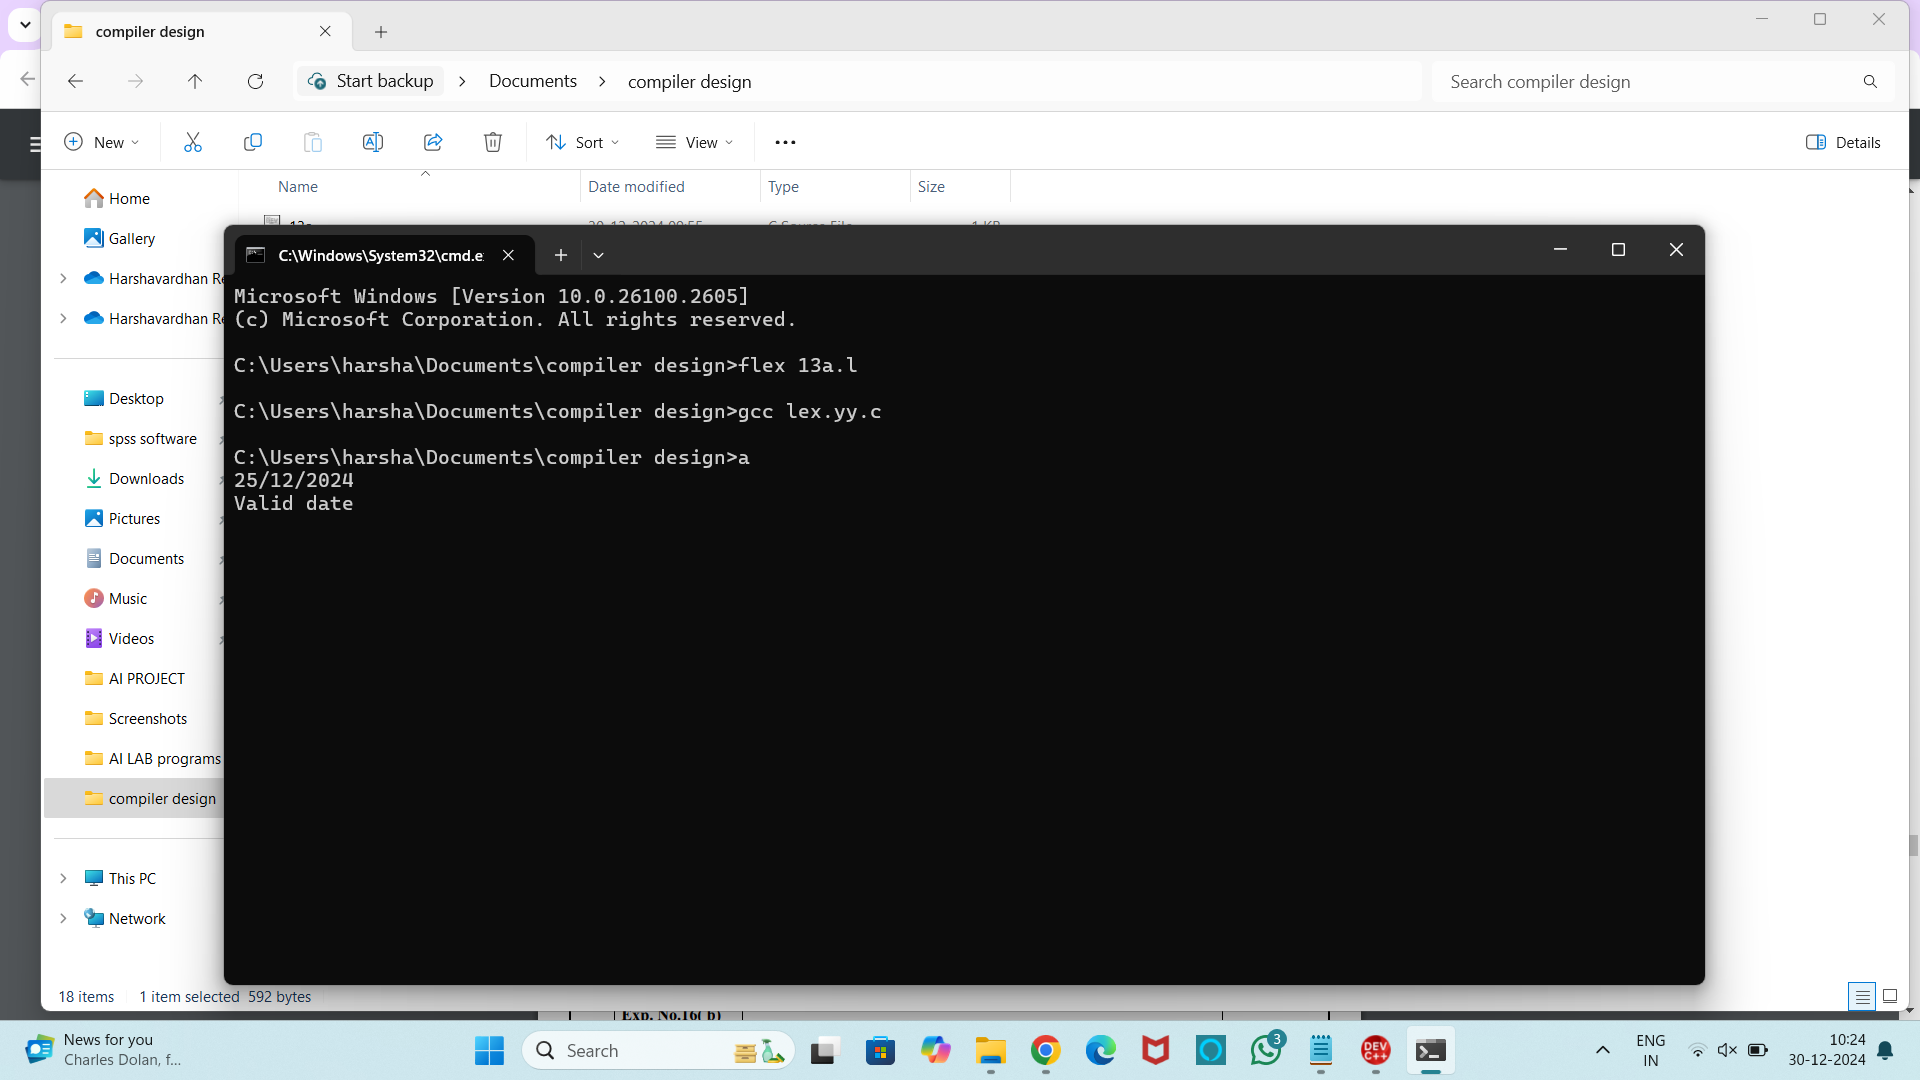 compiler design
Start backup > Documents > compiler design
Search compiler design
New
Sort
View
Details
Name
Date modified
Type
Size
Home
Gallery
Harshavardhan Re
Harshavardhan Re
Desktop
spss software
Downloads
Pictures
Documents
Music
Videos
AI PROJECT
Screenshots
AI LAB programs
compiler design
This PC
Network
C:\Windows\System32\cmd.e
Microsoft Windows [Version 10.0.26100.2605]
(c) Microsoft Corporation. All rights reserved.
C:\Users\harsha\Documents\compiler design>flex 13a.l
C:\Users\harsha\Documents\compiler design>gcc lex.yy.c
C:\Users\harsha\Documents\compiler design>a
25/12/2024
Valid date
18 items 1 item selected 592 bytes
Exp. No.16( b)
News for you
Charles Dolan, f...
Search
DEV
C++
3
ENG
IN
10:24
30-12-2024